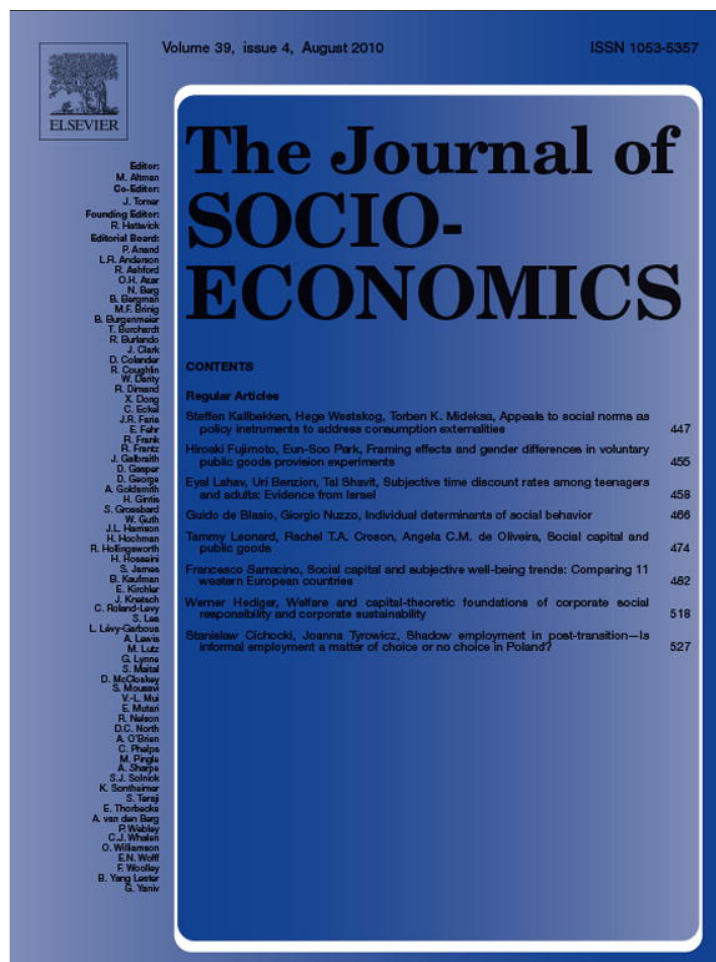 Volume 39, issue 4, August 2010
ISSN 1053-5357
ELSEVIER
The Journal of
SOCIO-
ECONOMICS
Editor:
M. Altman
Co-Editor:
J. Tomer
Founding Editor:
R. Hattwick
Editorial Board:
P. Anand
L.R. Anderson
R. Ashford
O.H. Azar
N. Berg
B. Bergman
M.F. Brinig
B. Burgenmeier
T. Burchardt
R. Burlando
J. Clark
D. Colander
R. Coughlin
W. Darity
R. Dimand
X. Dong
C. Eckel
J.R. Faria
E. Fehr
R. Frank
R. Frantz
J. Galbraith
D. Gasper
D. George
A. Goldsmith
H. Gintis
S. Grossbard
W. Guth
J.L. Harrison
H. Hochman
R. Hollingsworth
H. Hosseini
S. James
B. Kaufman
E. Kirchler
J. Knetsch
C. Roland-Levy
S. Lea
L. Lévy-Garboua
A. Lewis
M. Lutz
G. Lynne
S. Maital
D. McCloskey
S. Mousavi
V.-L. Mui
E. Mutari
R. Nelson
D.C. North
A. O'Brien
C. Phelps
M. Pingle
A. Sharpe
S.J. Solnick
K. Sontheimer
S. Teraji
E. Thorbecke
A. van den Berg
P. Webley
C.J. Whalen
O. Williamson
E.N. Wolff
F. Woolley
B. Yang Lester
G. Yaniv
CONTENTS
Regular Articles
Steffen Kallbekken, Hege Westskog, Torben K. Mideksa, Appeals to social norms as
policy instruments to address consumption externalities 447
Hiroaki Fujimoto, Eun-Soo Park, Framing effects and gender differences in voluntary
public goods provision experiments 455
Eyal Lahav, Uri Benzion, Tal Shavit, Subjective time discount rates among teenagers
and adults: Evidence from Israel 458
Guido de Blasio, Giorgio Nuzzo, Individual determinants of social behavior 466
Tammy Leonard, Rachel T.A. Croson, Angela C.M. de Oliveira, Social capital and
public goods 474
Francesco Sarracino, Social capital and subjective well-being trends: Comparing 11
western European countries 482
Werner Hediger, Welfare and capital-theoretic foundations of corporate social
responsibility and corporate sustainability 518
Stanislaw Cichocki, Joanna Tyrowicz, Shadow employment in post-transition—Is
informal employment a matter of choice or no choice in Poland? 527